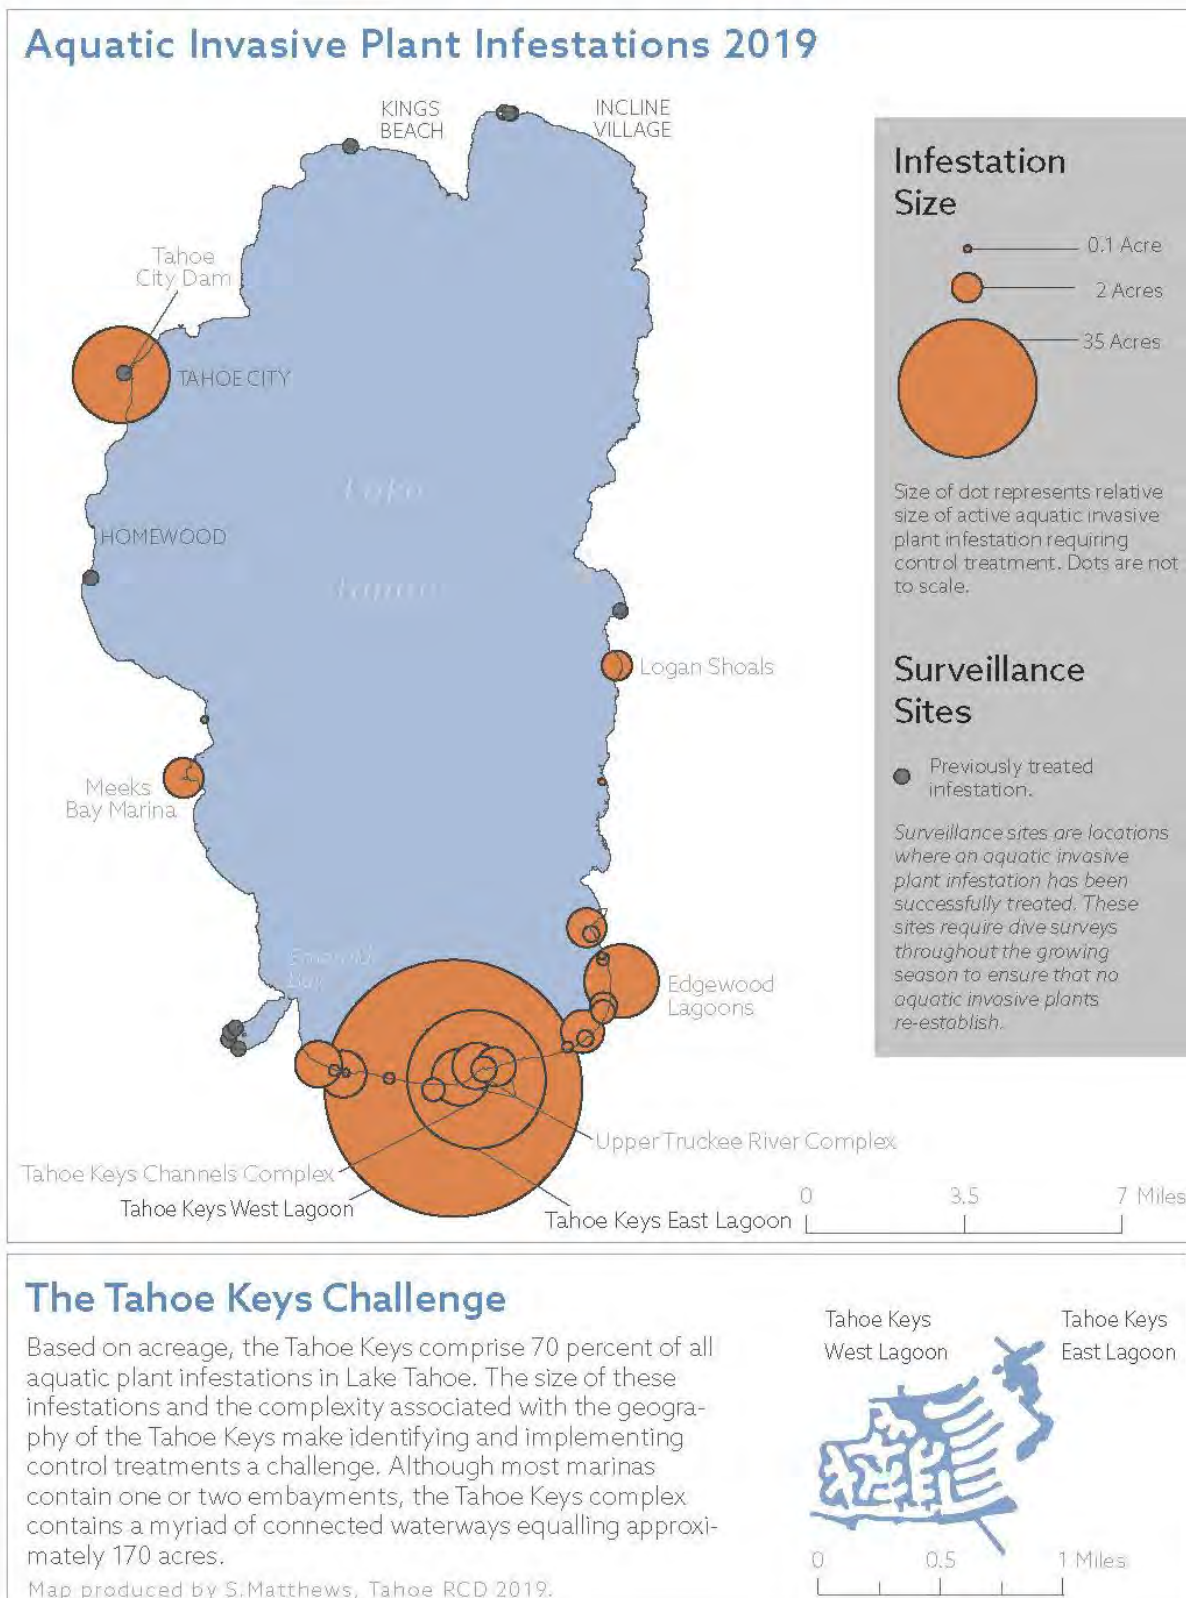 Aquatic Invasive Plant Infestations 2019
KINGS
BEACH
INCLINE
VILLAGE
Tahoe
City Dam
TAHOE CITY
Lake
HOMEWOOD
Tahoe
Logan Shoals
Meeks
Bay Marina
Emerald
Bay
Edgewood
Lagoons
Upper Truckee River Complex
Tahoe Keys Channels Complex
Tahoe Keys West Lagoon
Tahoe Keys East Lagoon
0 3.5 7 Miles
Infestation
Size
0.1 Acre
2 Acres
35 Acres
Size of dot represents relative
size of active aquatic invasive
plant infestation requiring
control treatment. Dots are not
to scale.
Surveillance
Sites
Previously treated
infestation.
Surveillance sites are locations
where an aquatic invasive
plant infestation has been
successfully treated. These
sites require dive surveys
throughout the growing
season to ensure that no
aquatic invasive plants
re-establish.
The Tahoe Keys Challenge
Based on acreage, the Tahoe Keys comprise 70 percent of all
aquatic plant infestations in Lake Tahoe. The size of these
infestations and the complexity associated with the geogra-
phy of the Tahoe Keys make identifying and implementing
control treatments a challenge. Although most marinas
contain one or two embayments, the Tahoe Keys complex
contains a myriad of connected waterways equalling approxi-
mately 170 acres.
Map produced by S.Matthews, Tahoe RCD 2019.
Tahoe Keys
West Lagoon
Tahoe Keys
East Lagoon
0 0.5 1 Miles